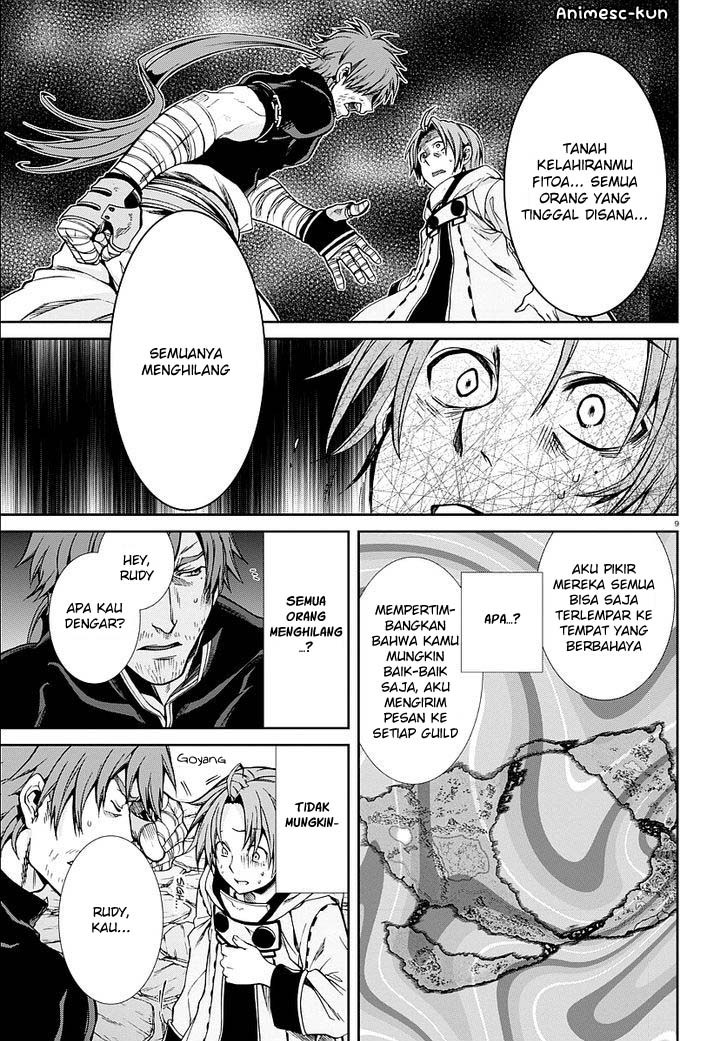 Animesc-kun
TANAH
KELAHIRANMU
FITOA... SEMUA
ORANG YANG
TINGGAL DISANA...
SEMUANYA
MENGHILANG
9
AKU PIKIR
MEREKA SEMUA
BISA SAJA
TERLEMPAR KE
TEMPAT YANG
BERBAHAYA
APA...?
MEMPERTIM-
BANGKAN
BAHWA KAMU
MUNGKIN
BAIK-BAIK
SAJA, AKU
MENGIRIM
PESAN KE
SETIAP GUILD
SEMUA
ORANG
MENGHILANG
...?
HEY,
RUDY
APA KAU
DENGAR?
TIDAK
MUNGKIN-
Goyang
SIGH...
RUDY,
KAU...